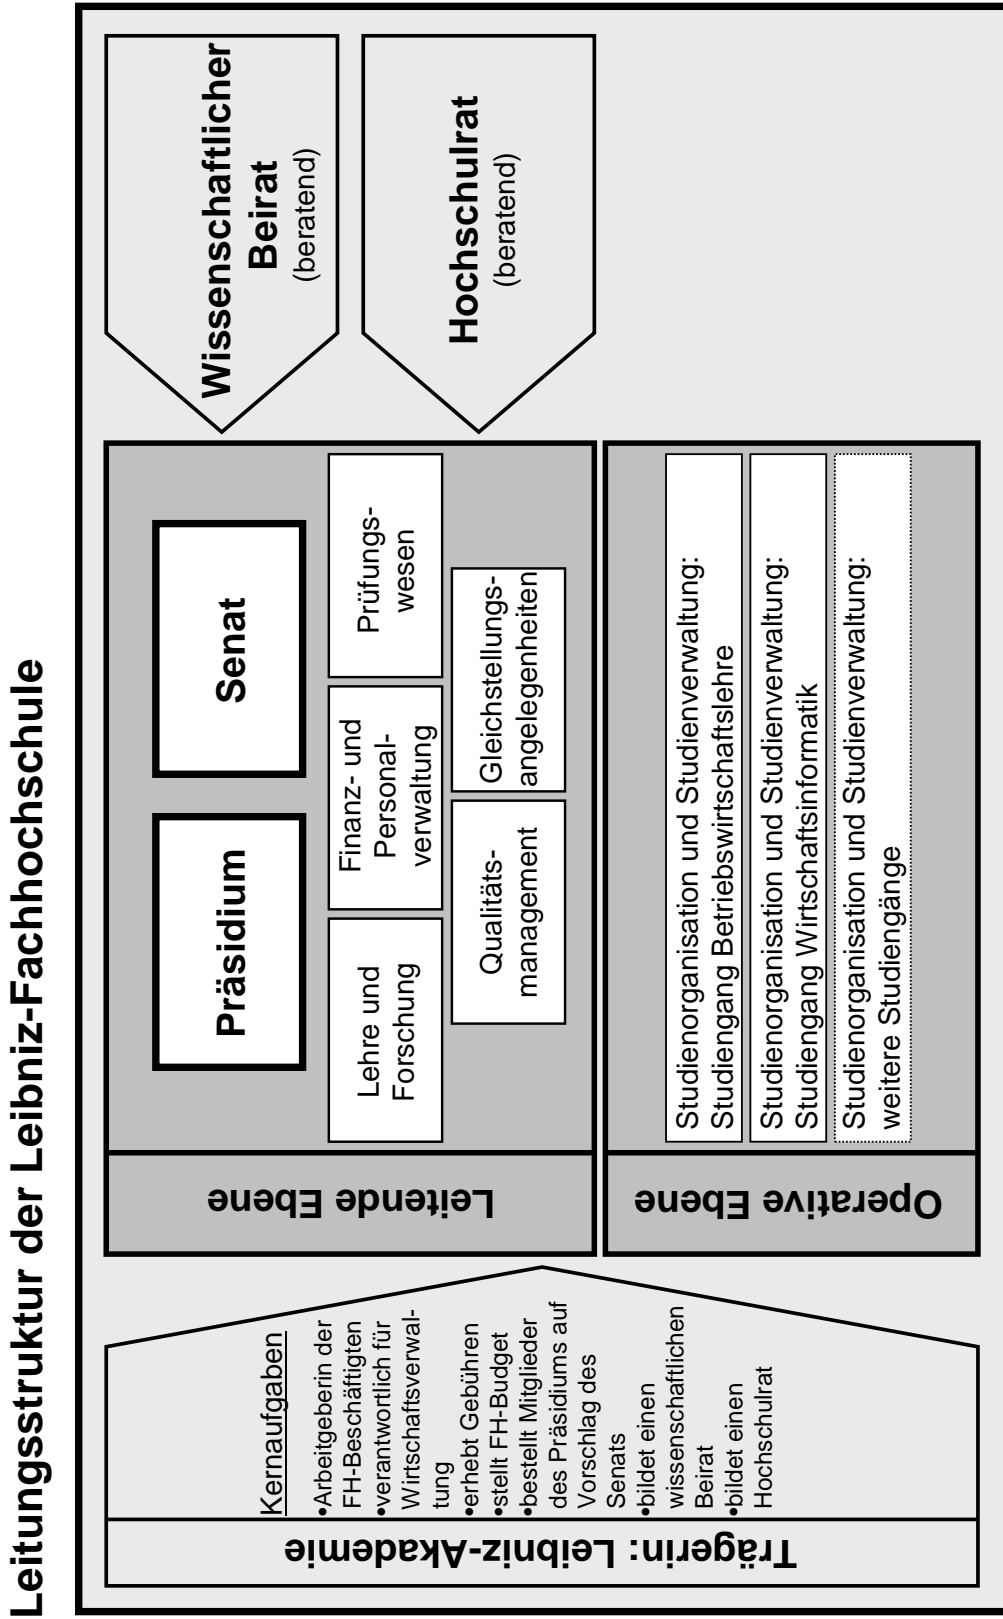 Leitungsstruktur der Leibniz-Fachhochschule
Trägerin: Leibniz-Akademie
Kernaufgaben
•Arbeitgeberin der
FH-Beschäftigten
•verantwortlich für
Wirtschaftsverwal-
tung
•erhebt Gebühren
•stellt FH-Budget
•bestellt Mitglieder
des Präsidiums auf
Vorschlag des
Senats
•bildet einen
wissenschaftlichen
Beirat
•bildet einen
Hochschulrat
Leitende Ebene
Präsidium
Senat
Lehre und
Forschung
Finanz- und
Personal-
verwaltung
Prüfungs-
wesen
Qualitäts-
management
Gleichstellungs-
angelegenheiten
Operative Ebene
Studienorganisation und Studienverwaltung:
Studiengang Betriebswirtschaftslehre
Studienorganisation und Studienverwaltung:
Studiengang Wirtschaftsinformatik
Studienorganisation und Studienverwaltung:
weitere Studiengänge
Wissenschaftlicher
Beirat
(beratend)
Hochschulrat
(beratend)